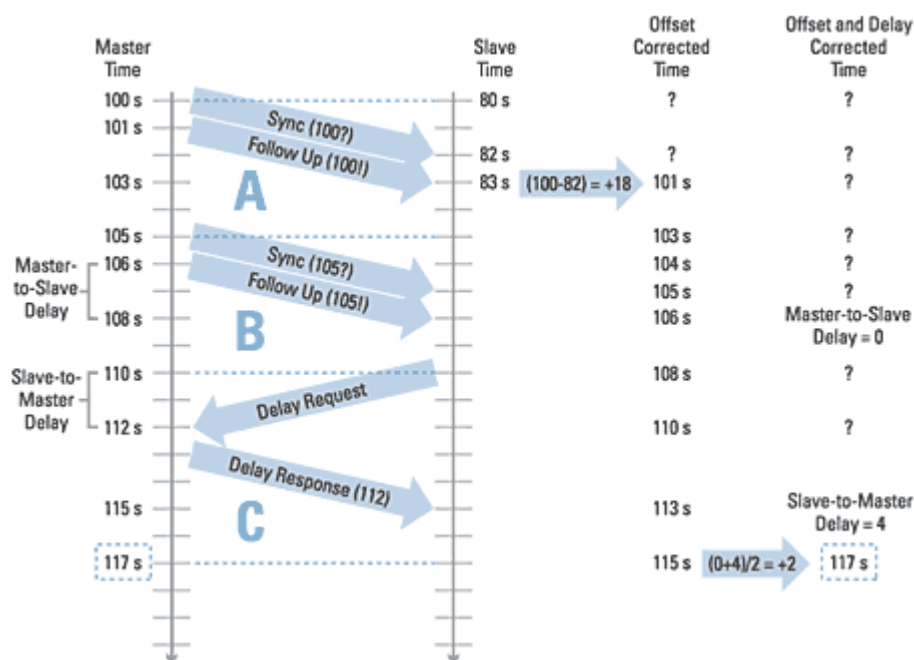 Master
Time
Slave
Time
Offset
Corrected
Time
Offset and Delay
Corrected
Time
100 s
80 s
?
?
Sync (100?)
101 s
Follow Up (100!)
82 s
?
?
A
103 s
83 s
(100-82) = +18
101 s
?
105 s
103 s
?
Sync (105?)
Master-
to-Slave
Delay
106 s
104 s
?
Follow Up (105!)
105 s
?
B
108 s
106 s
Master-to-Slave
Delay = 0
Slave-to-
Master
Delay
110 s
108 s
?
Delay Request
112 s
110 s
?
Delay Response (112)
C
115 s
113 s
Slave-to-Master
Delay = 4
117 s
115 s
(0+4)/2 = +2
117 s